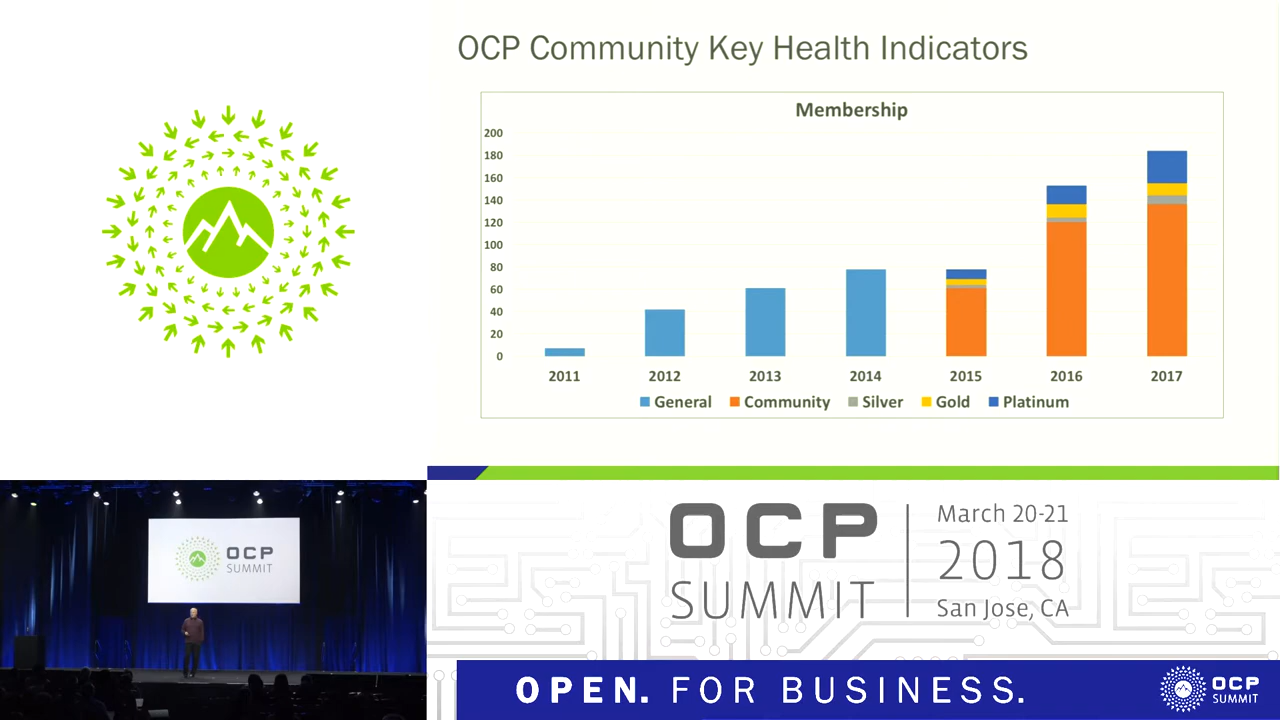 OCP Community Key Health Indicators
Membership
200
180
160
140
120
100
80
60
40
20
0
2011 2012 2013 2014 2015 2016 2017
General Community Silver Gold Platinum
OCP
SUMMIT
OCP
SUMMIT
March 20-21
2018
San Jose, CA
OPEN. FOR BUSINESS.
OCP
SUMMIT